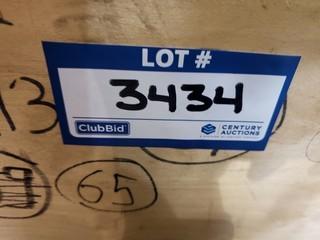 LOT #
3434
ClubBid
CENTURY
AUCTIONS
13
65